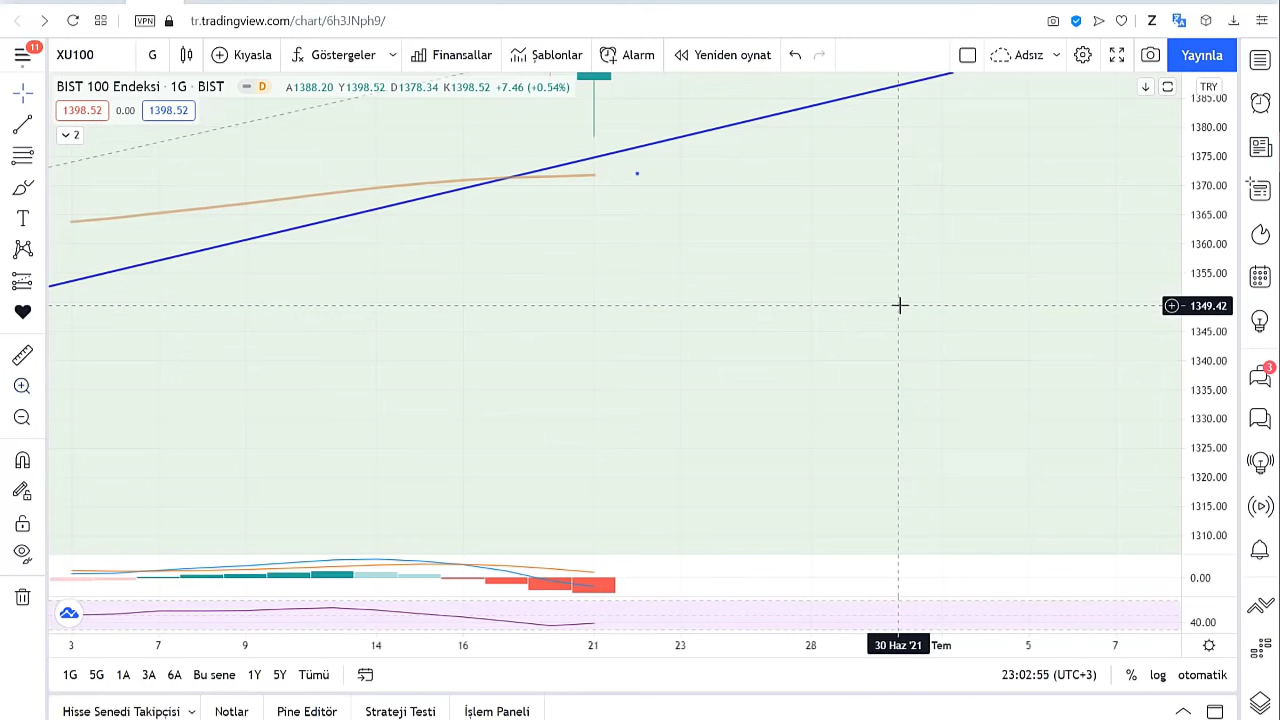 VPN tr.tradingview.com/chart/6h3JNph9/ Z
11 XU100 G Kıyasla Göstergeler Finansallar Şablonlar Alarm Yeniden oynat Adsız Yayınla
BIST 100 Endeksi · 1G · BIST D A1388.20 Y1398.52 D1378.34 K1398.52 +7.46 (+0.54%) TRY
1398.52 0.00 1398.52
2
1385.00
1380.00
1375.00
1370.00
1365.00
1360.00
1355.00
1349.42
1345.00
1340.00
1335.00
1330.00
1325.00
1320.00
1315.00
1310.00
0.00
40.00
3
3 7 9 14 16 21 23 28 30 Haz '21 Tem 5 7
1G 5G 1A 3A 6A Bu sene 1Y 5Y Tümü 23:02:55 (UTC+3) % log otomatik
Hisse Senedi Takipçisi Notlar Pine Editör Strateji Testi İşlem Paneli